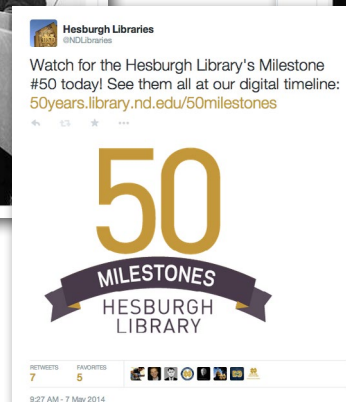 Hesburgh Libraries
@NDLibraries
Watch for the Hesburgh Library's Milestone
#50 today! See them all at our digital timeline:
50years.library.nd.edu/50milestones
50
MILESTONES
HESBURGH
LIBRARY
RETWEETS FAVORITES
7 5
9:27 AM - 7 May 2014